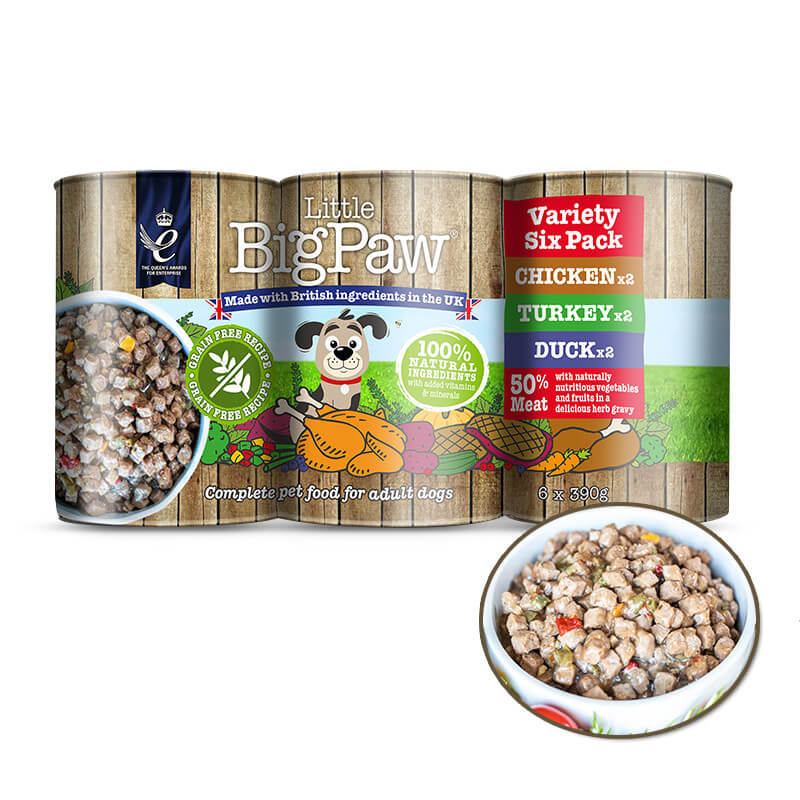 e
THE QUEEN'S AWARDS
FOR ENTERPRISE
Little
BigPaw®
Made with British ingredients in the UK
GRAIN FREE RECIPE
GRAIN FREE RECIPE
100%
NATURAL
INGREDIENTS
with added vitamins
& minerals
Variety
Six Pack
CHICKEN x2
TURKEY x2
DUCK x2
50%
Meat
with naturally
nutritious vegetables
and fruits in a
delicious herb gravy
Complete pet food for adult dogs
6 x 390g